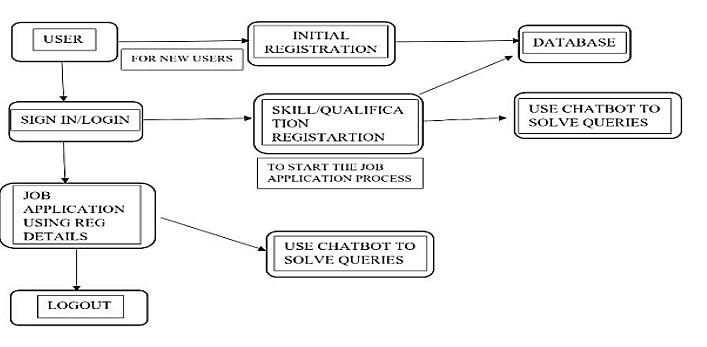 USER
FOR NEW USERS
INITIAL
REGISTRATION
DATABASE
SIGN IN/LOGIN
SKILL/QUALIFICA
TION
REGISTARTION
USE CHATBOT TO
SOLVE QUERIES
TO START THE JOB
APPLICATION PROCESS
JOB
APPLICATION
USING REG
DETAILS
USE CHATBOT TO
SOLVE QUERIES
LOGOUT